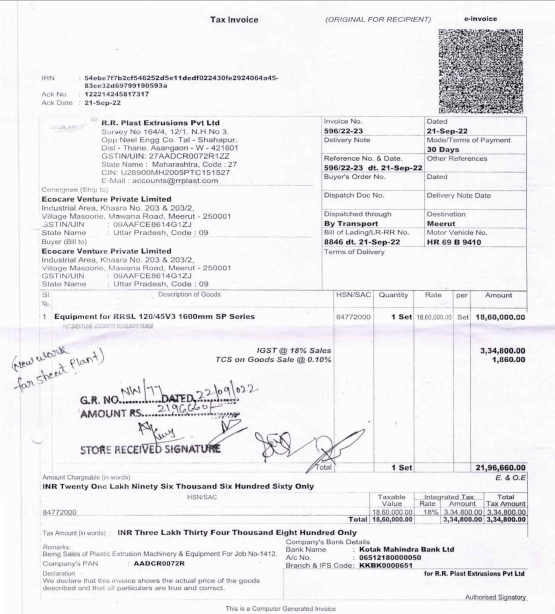 Tax Invoice
(ORIGINAL FOR RECIPIENT)
e-Invoice
IRN : 54ebe7f7b2cf546252d5e11dedf022430fe2924064a45-
83ce32d69799190593a
Ack No. : 122214245817317
Ack Date : 21-Sep-22
R.R. Plast Extrusions Pvt Ltd
Survey No 164/4, 12/1. N.H No 3.
Opp Neel Engg Co. Tal - Shahapur.
Dist - Thane. Asangaon - W - 421601
GSTIN/UIN: 27AADCR0072R1ZZ
State Name : Maharashtra, Code : 27
CIN: U28900MH2005PTC151527
E-Mail : accounts@rrplast.com
Invoice No.
596/22-23
Dated
21-Sep-22
Delivery Note
Mode/Terms of Payment
30 Days
Reference No. & Date.
596/22-23 dt. 21-Sep-22
Other References
Buyer's Order No.
Dated
Dispatch Doc No.
Delivery Note Date
Dispatched through
By Transport
Destination
Meerut
Bill of Lading/LR-RR No.
8846 dt. 21-Sep-22
Motor Vehicle No.
HR 69 B 9410
Terms of Delivery
Consignee (Ship to)
Ecocare Venture Private Limited
Industrial Area, Khasra No. 203 & 203/2,
Village Masoorie, Mawana Road, Meerut - 250001
GSTIN/UIN : 09AAFCE8614G1ZJ
State Name : Uttar Pradesh, Code : 09
Buyer (Bill to)
Ecocare Venture Private Limited
Industrial Area, Khasra No. 203 & 203/2,
Village Masoorie, Mawana Road, Meerut - 250001
GSTIN/UIN : 09AAFCE8614G1ZJ
State Name : Uttar Pradesh, Code : 09
Sl No. Description of Goods HSN/SAC Quantity Rate per Amount
1 Equipment for RRSL 120/45V3 1600mm SP Series 84772000 1 Set 18,60,000.00 Set 18,60,000.00
IGST @ 18% Sales 3,34,800.00
TCS on Goods Sale @ 0.10% 1,860.00
(New work
for sheet Plant)
G.R. NO. NW/77 DATED 22/09/022
AMOUNT RS. 2196660/-
STORE RECEIVED SIGNATURE
Total 1 Set 21,96,660.00
Amount Chargeable (in words) E. & O.E
INR Twenty One Lakh Ninety Six Thousand Six Hundred Sixty Only
HSN/SAC Taxable Value Integrated Tax Rate Amount Total Tax Amount
84772000 18,60,000.00 18% 3,34,800.00 3,34,800.00
Total 18,60,000.00 3,34,800.00 3,34,800.00
Tax Amount (in words) : INR Three Lakh Thirty Four Thousand Eight Hundred Only
Remarks:
Being Sales of Plastic Extrusion Machinery & Equipment For Job No-1412.
Company's PAN : AADCR0072R
Declaration
We declare that this invoice shows the actual price of the goods
described and that all particulars are true and correct.
Company's Bank Details
Bank Name : Kotak Mahindra Bank Ltd
A/c No. : 06512180000050
Branch & IFS Code : KKBK0000651
for R.R. Plast Extrusions Pvt Ltd
Authorised Signatory
This is a Computer Generated Invoice